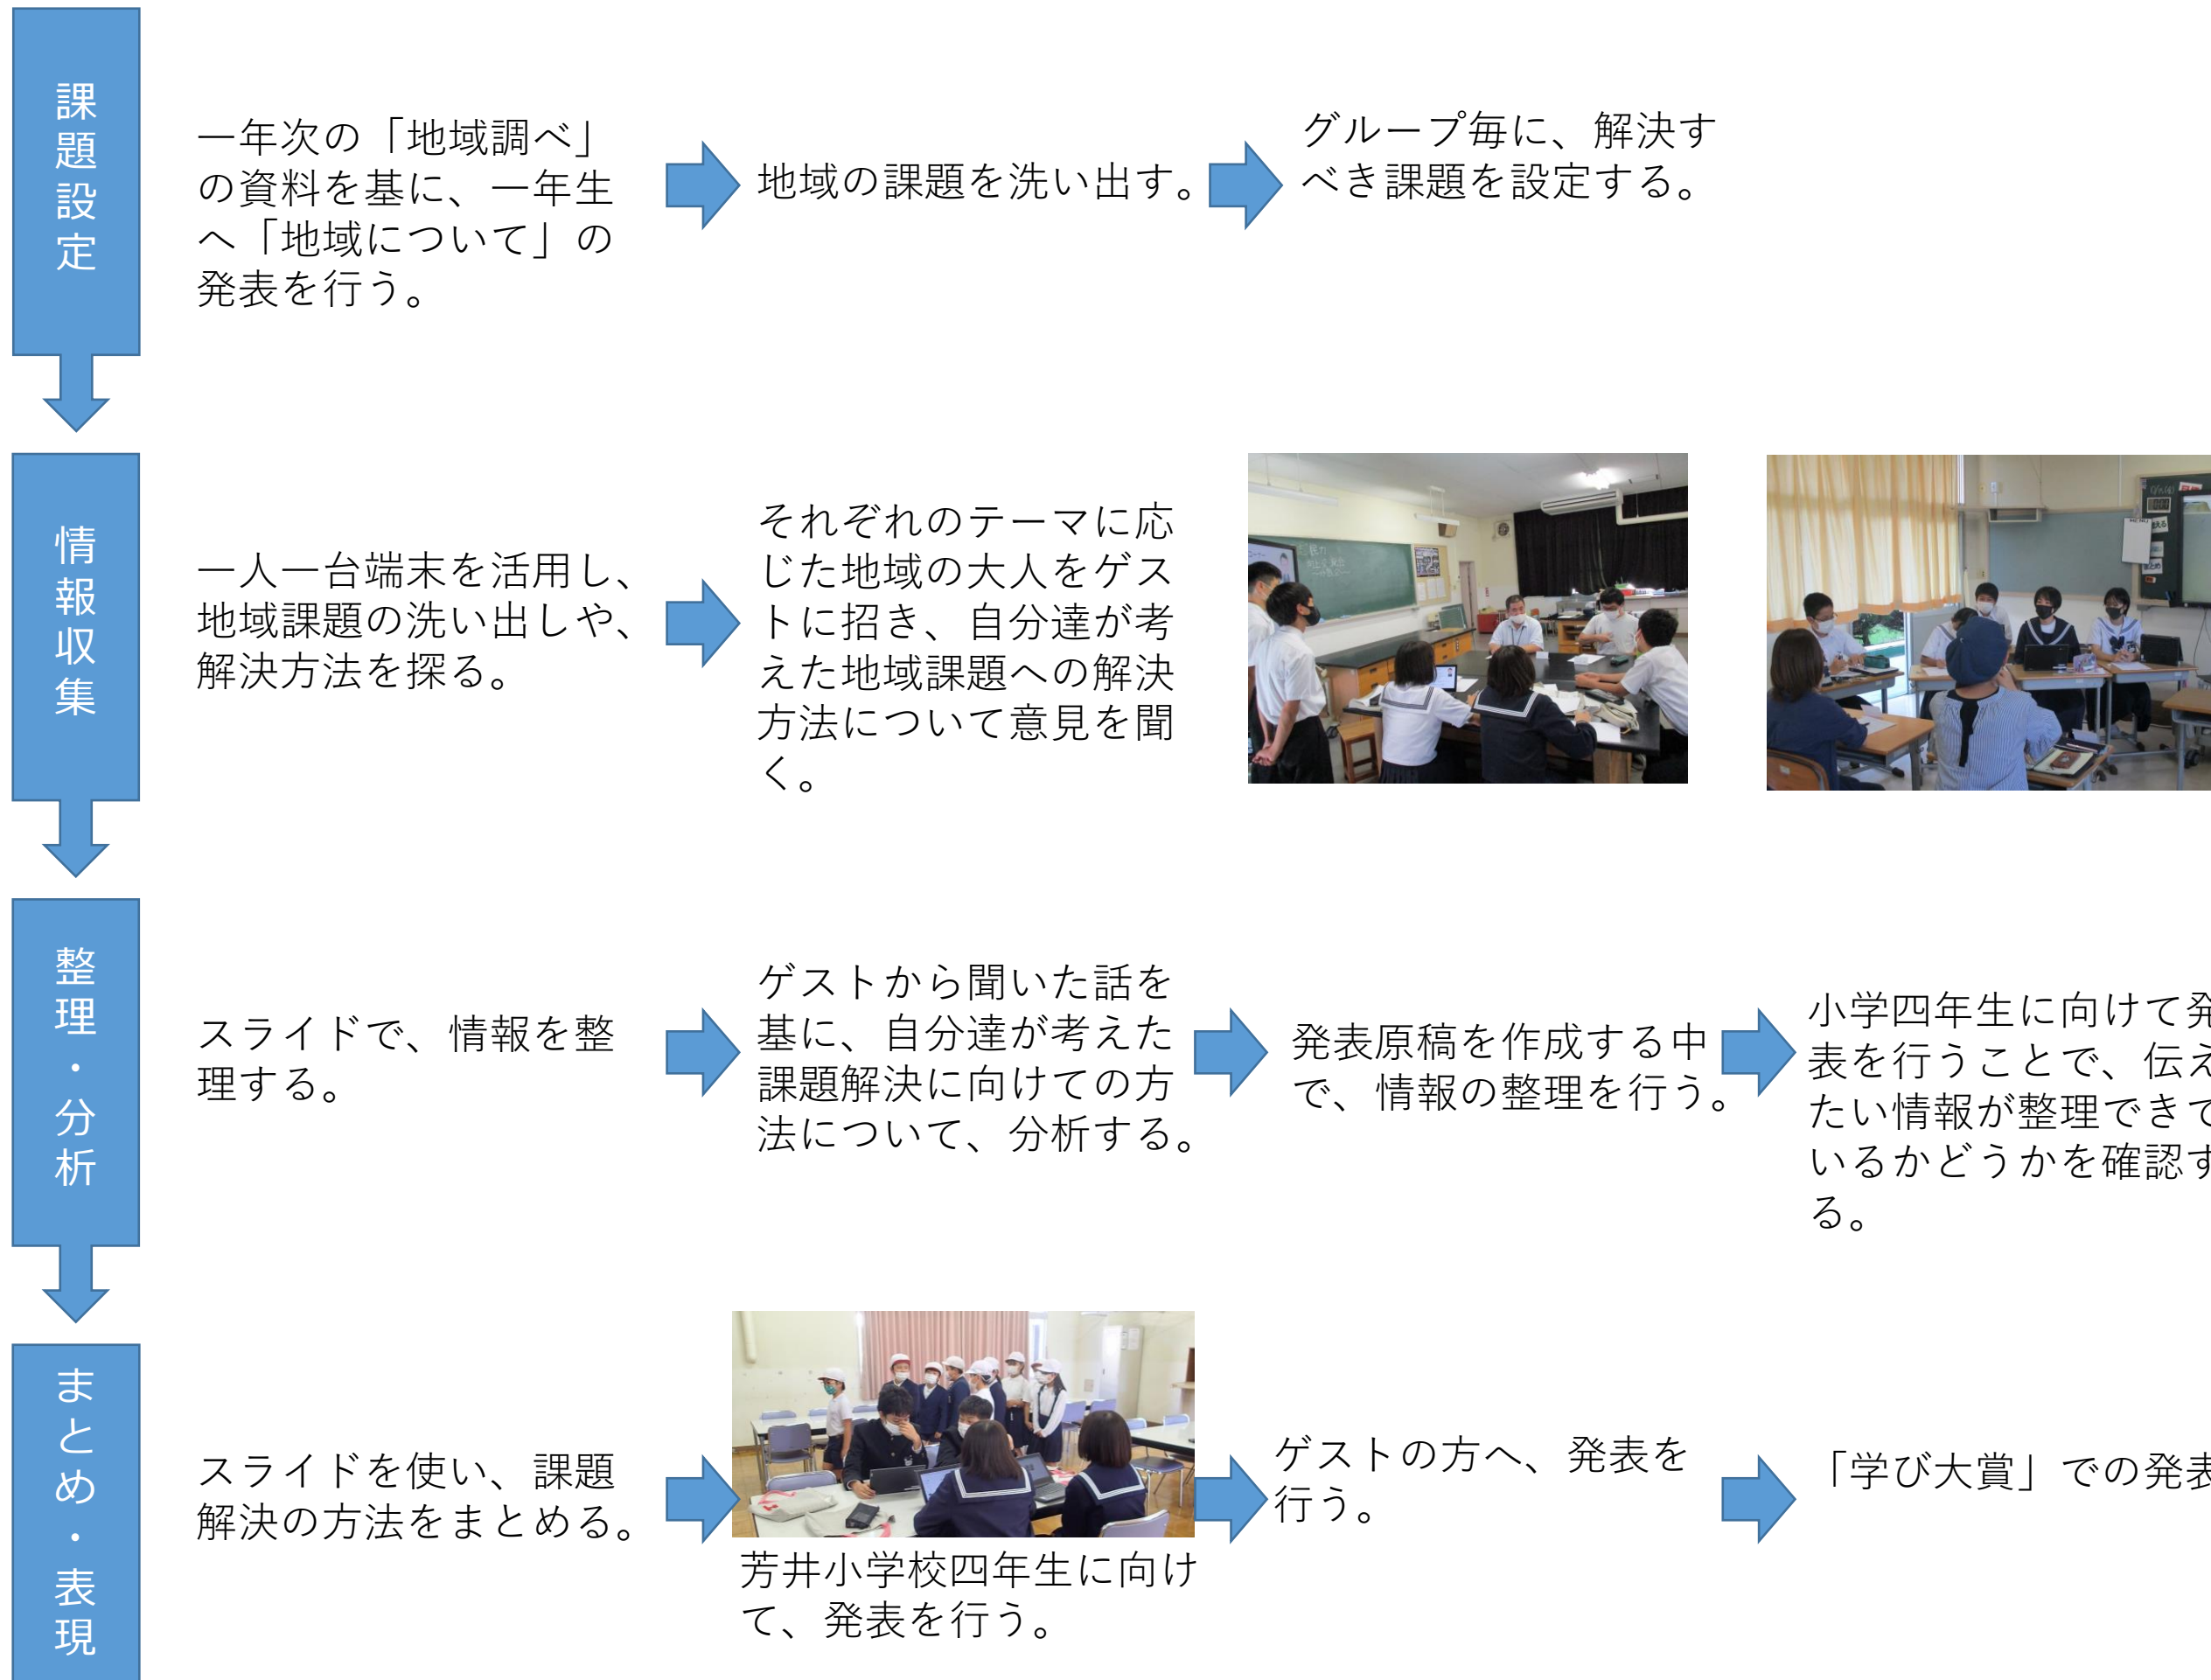 課題設定
一年次の「地域調べ」
の資料を基に、一年生
へ「地域について」の
発表を行う。
地域の課題を洗い出す。
グループ毎に、解決す
べき課題を設定する。
情報収集
一人一台端末を活用し、
地域課題の洗い出しや、
解決方法を探る。
それぞれのテーマに応
じた地域の大人をゲス
トに招き、自分達が考
えた地域課題への解決
方法について意見を聞
く。
整理・分析
スライドで、情報を整
理する。
ゲストから聞いた話を
基に、自分達が考えた
課題解決に向けての方
法について、分析する。
発表原稿を作成する中
で、情報の整理を行う。
小学四年生に向けて発
表を行うことで、伝え
たい情報が整理できて
いるかどうかを確認す
る。
まとめ・表現
スライドを使い、課題
解決の方法をまとめる。
芳井小学校四年生に向け
て、発表を行う。
ゲストの方へ、発表を
行う。
「学び大賞」での発表